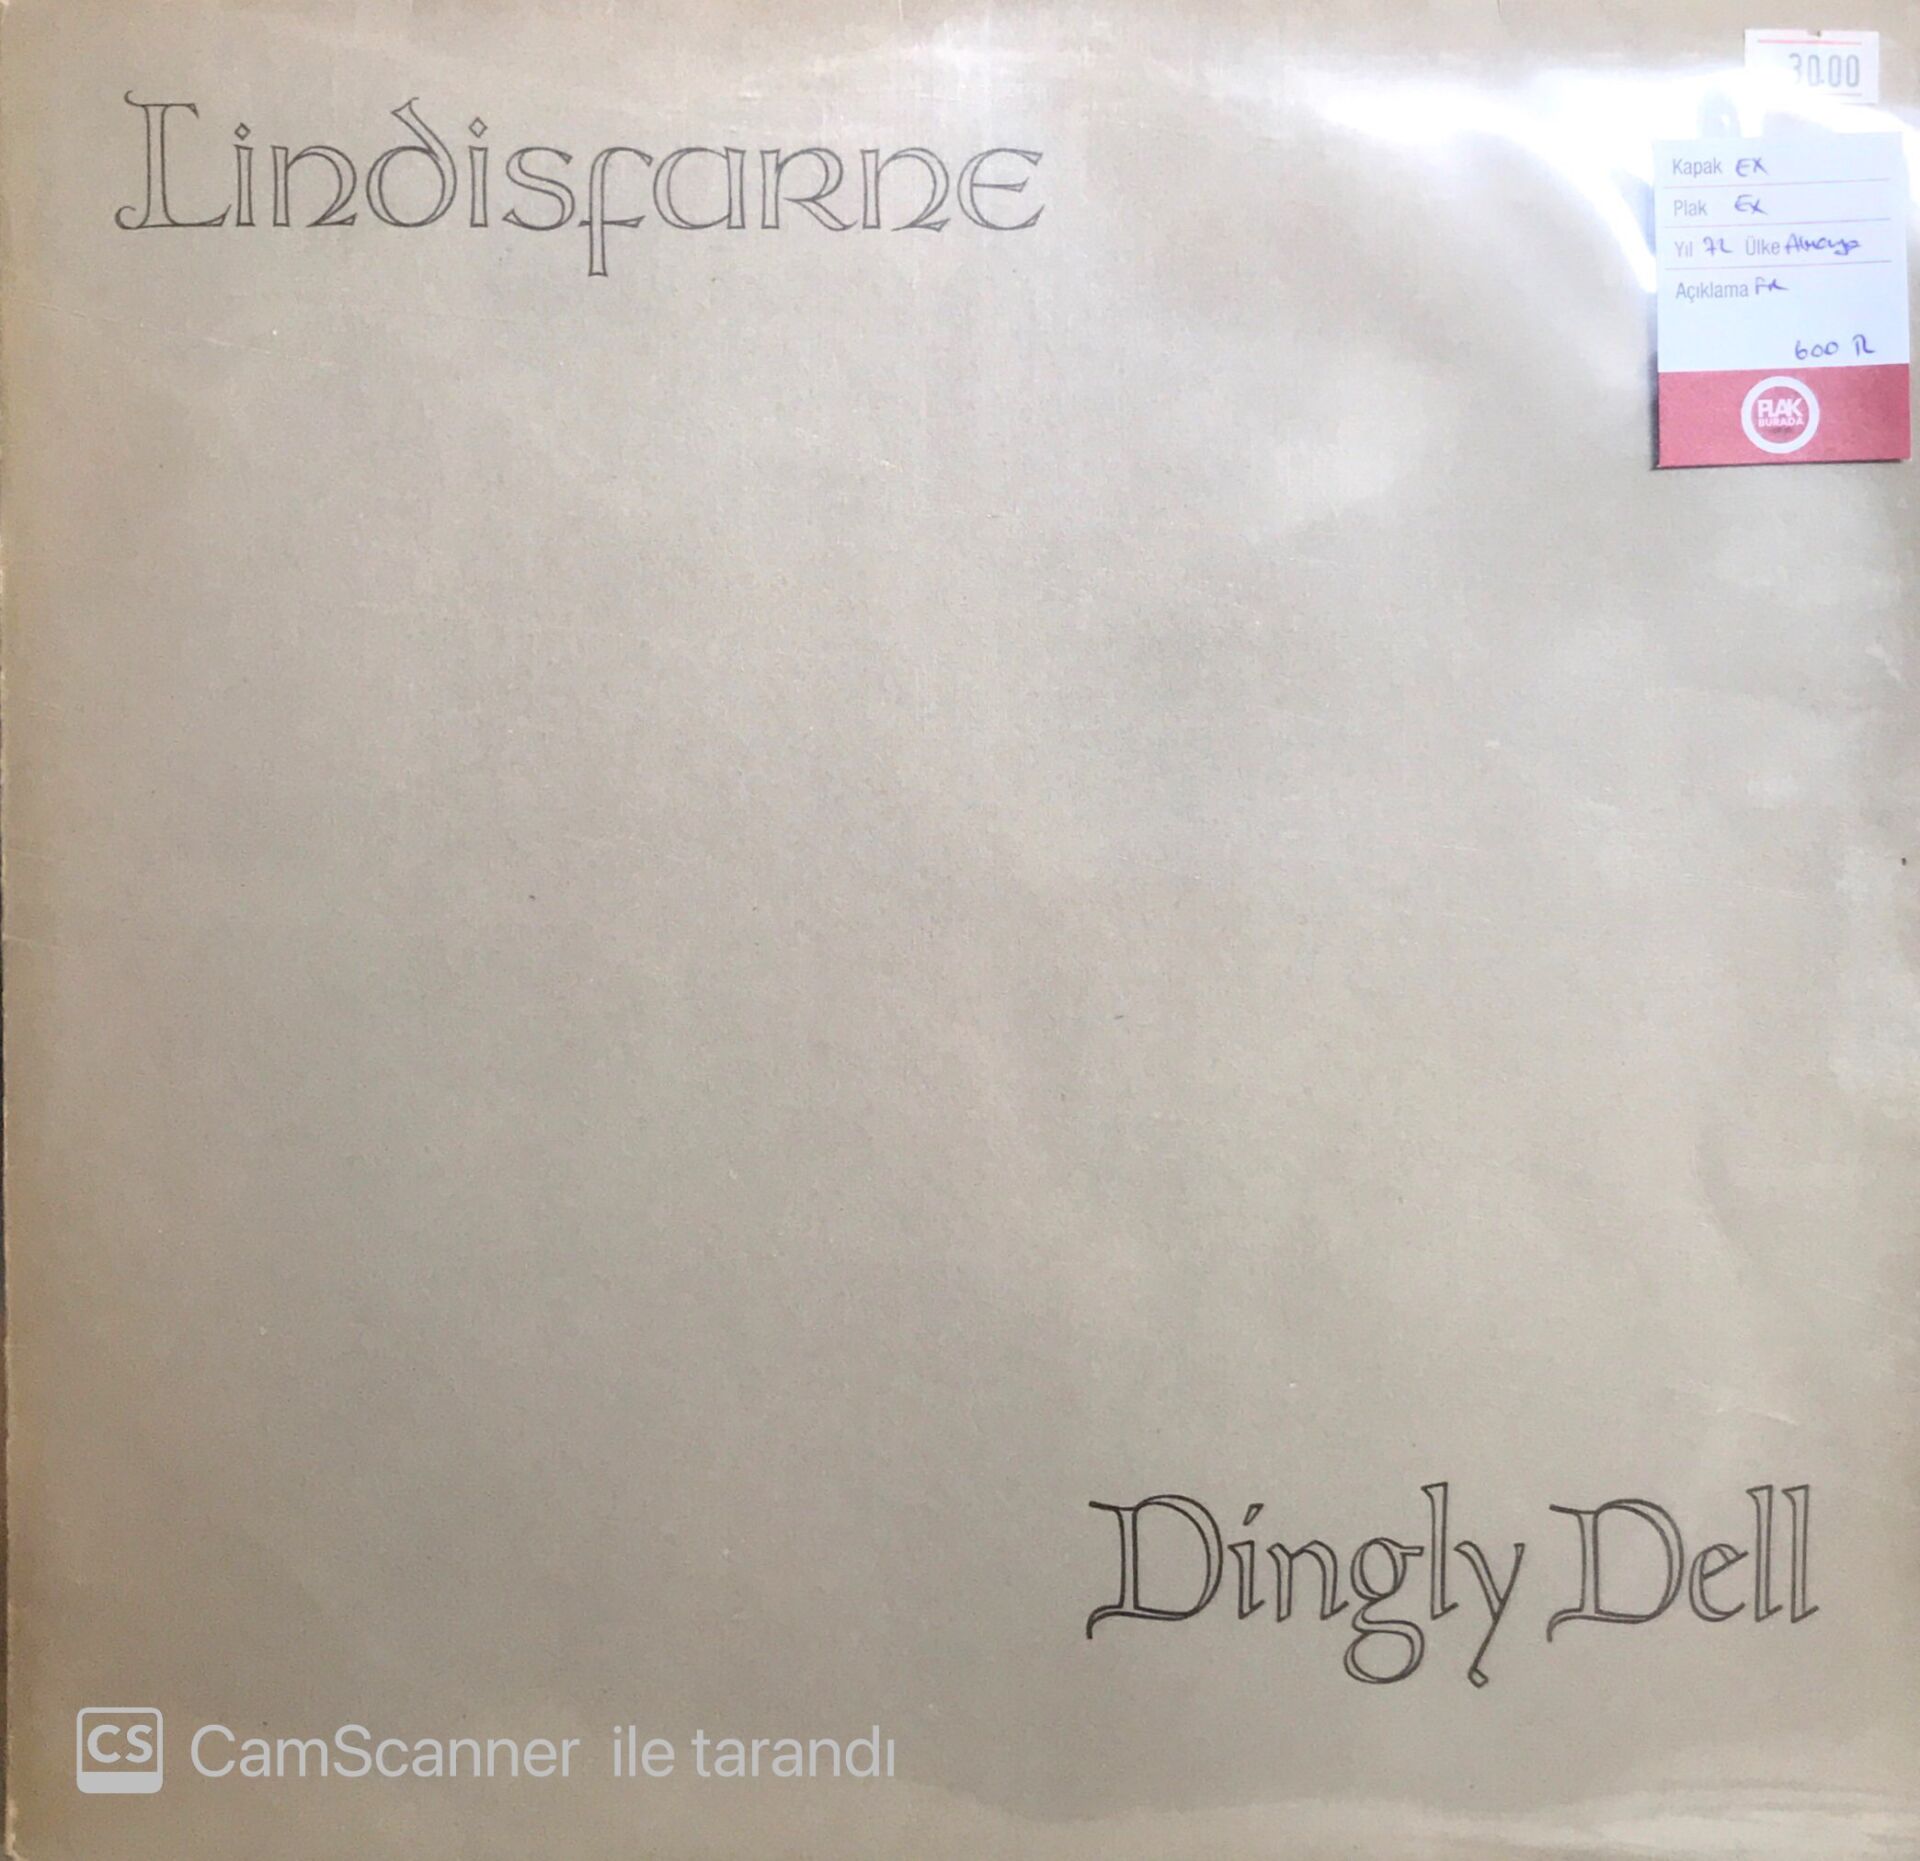 Lindisfarne
30.00
Kapak EX
Plak EX
Yıl 72 Ülke Almanya
Açıklama FR
600 TL
PLAK
BURADA
Dingly Dell
CS CamScanner ile tarandı